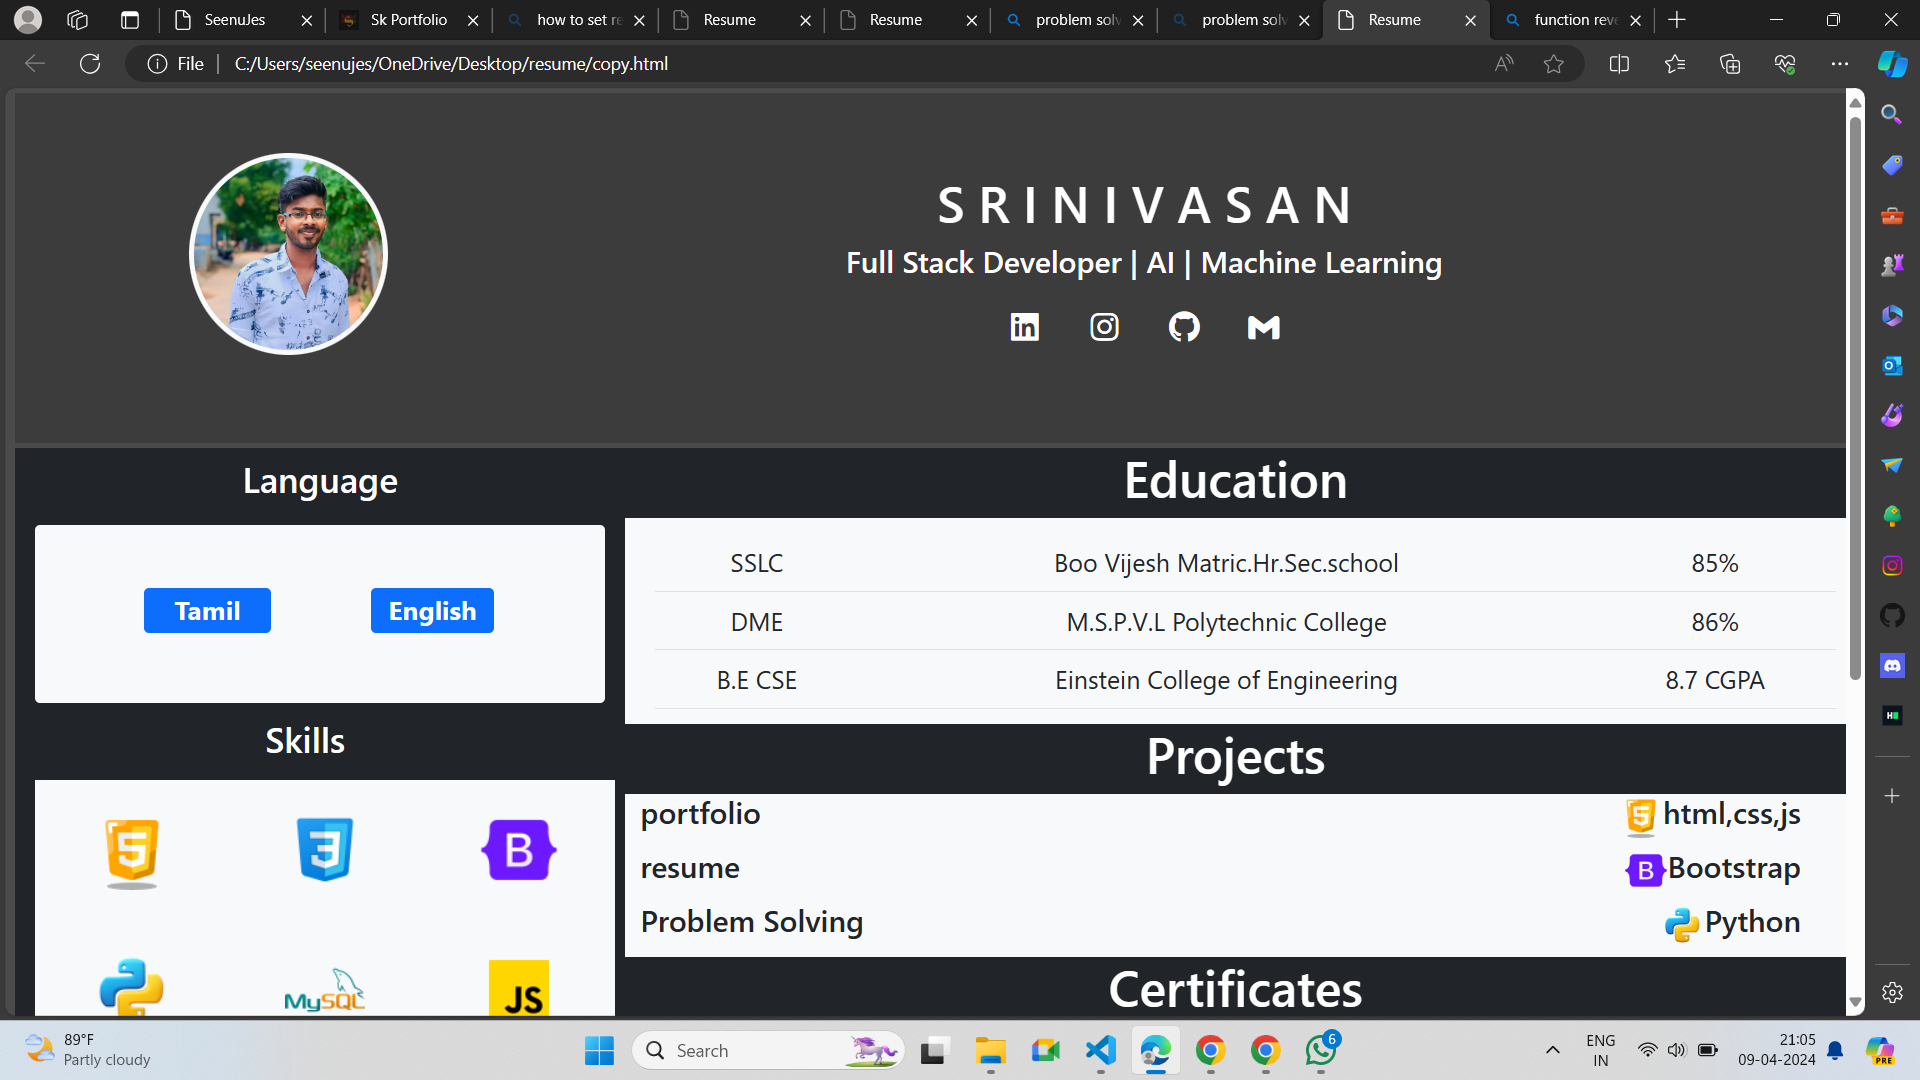 SeenuJes
Sk Portfolio
how to set re
Resume
Resume
problem solv
problem solv
Resume
function reve
File
C:/Users/seenujes/OneDrive/Desktop/resume/copy.html
SRINIVASAN
Full Stack Developer | AI | Machine Learning
Language
Tamil English
Skills
B
MySQL
JS
Education
SSLC Boo Vijesh Matric.Hr.Sec.school 85%
DME M.S.P.V.L Polytechnic College 86%
B.E CSE Einstein College of Engineering 8.7 CGPA
Projects
portfolio html,css,js
resume B Bootstrap
Problem Solving Python
Certificates
89°F
Partly cloudy
Search
6
ENG
IN
21:05
09-04-2024
PRE